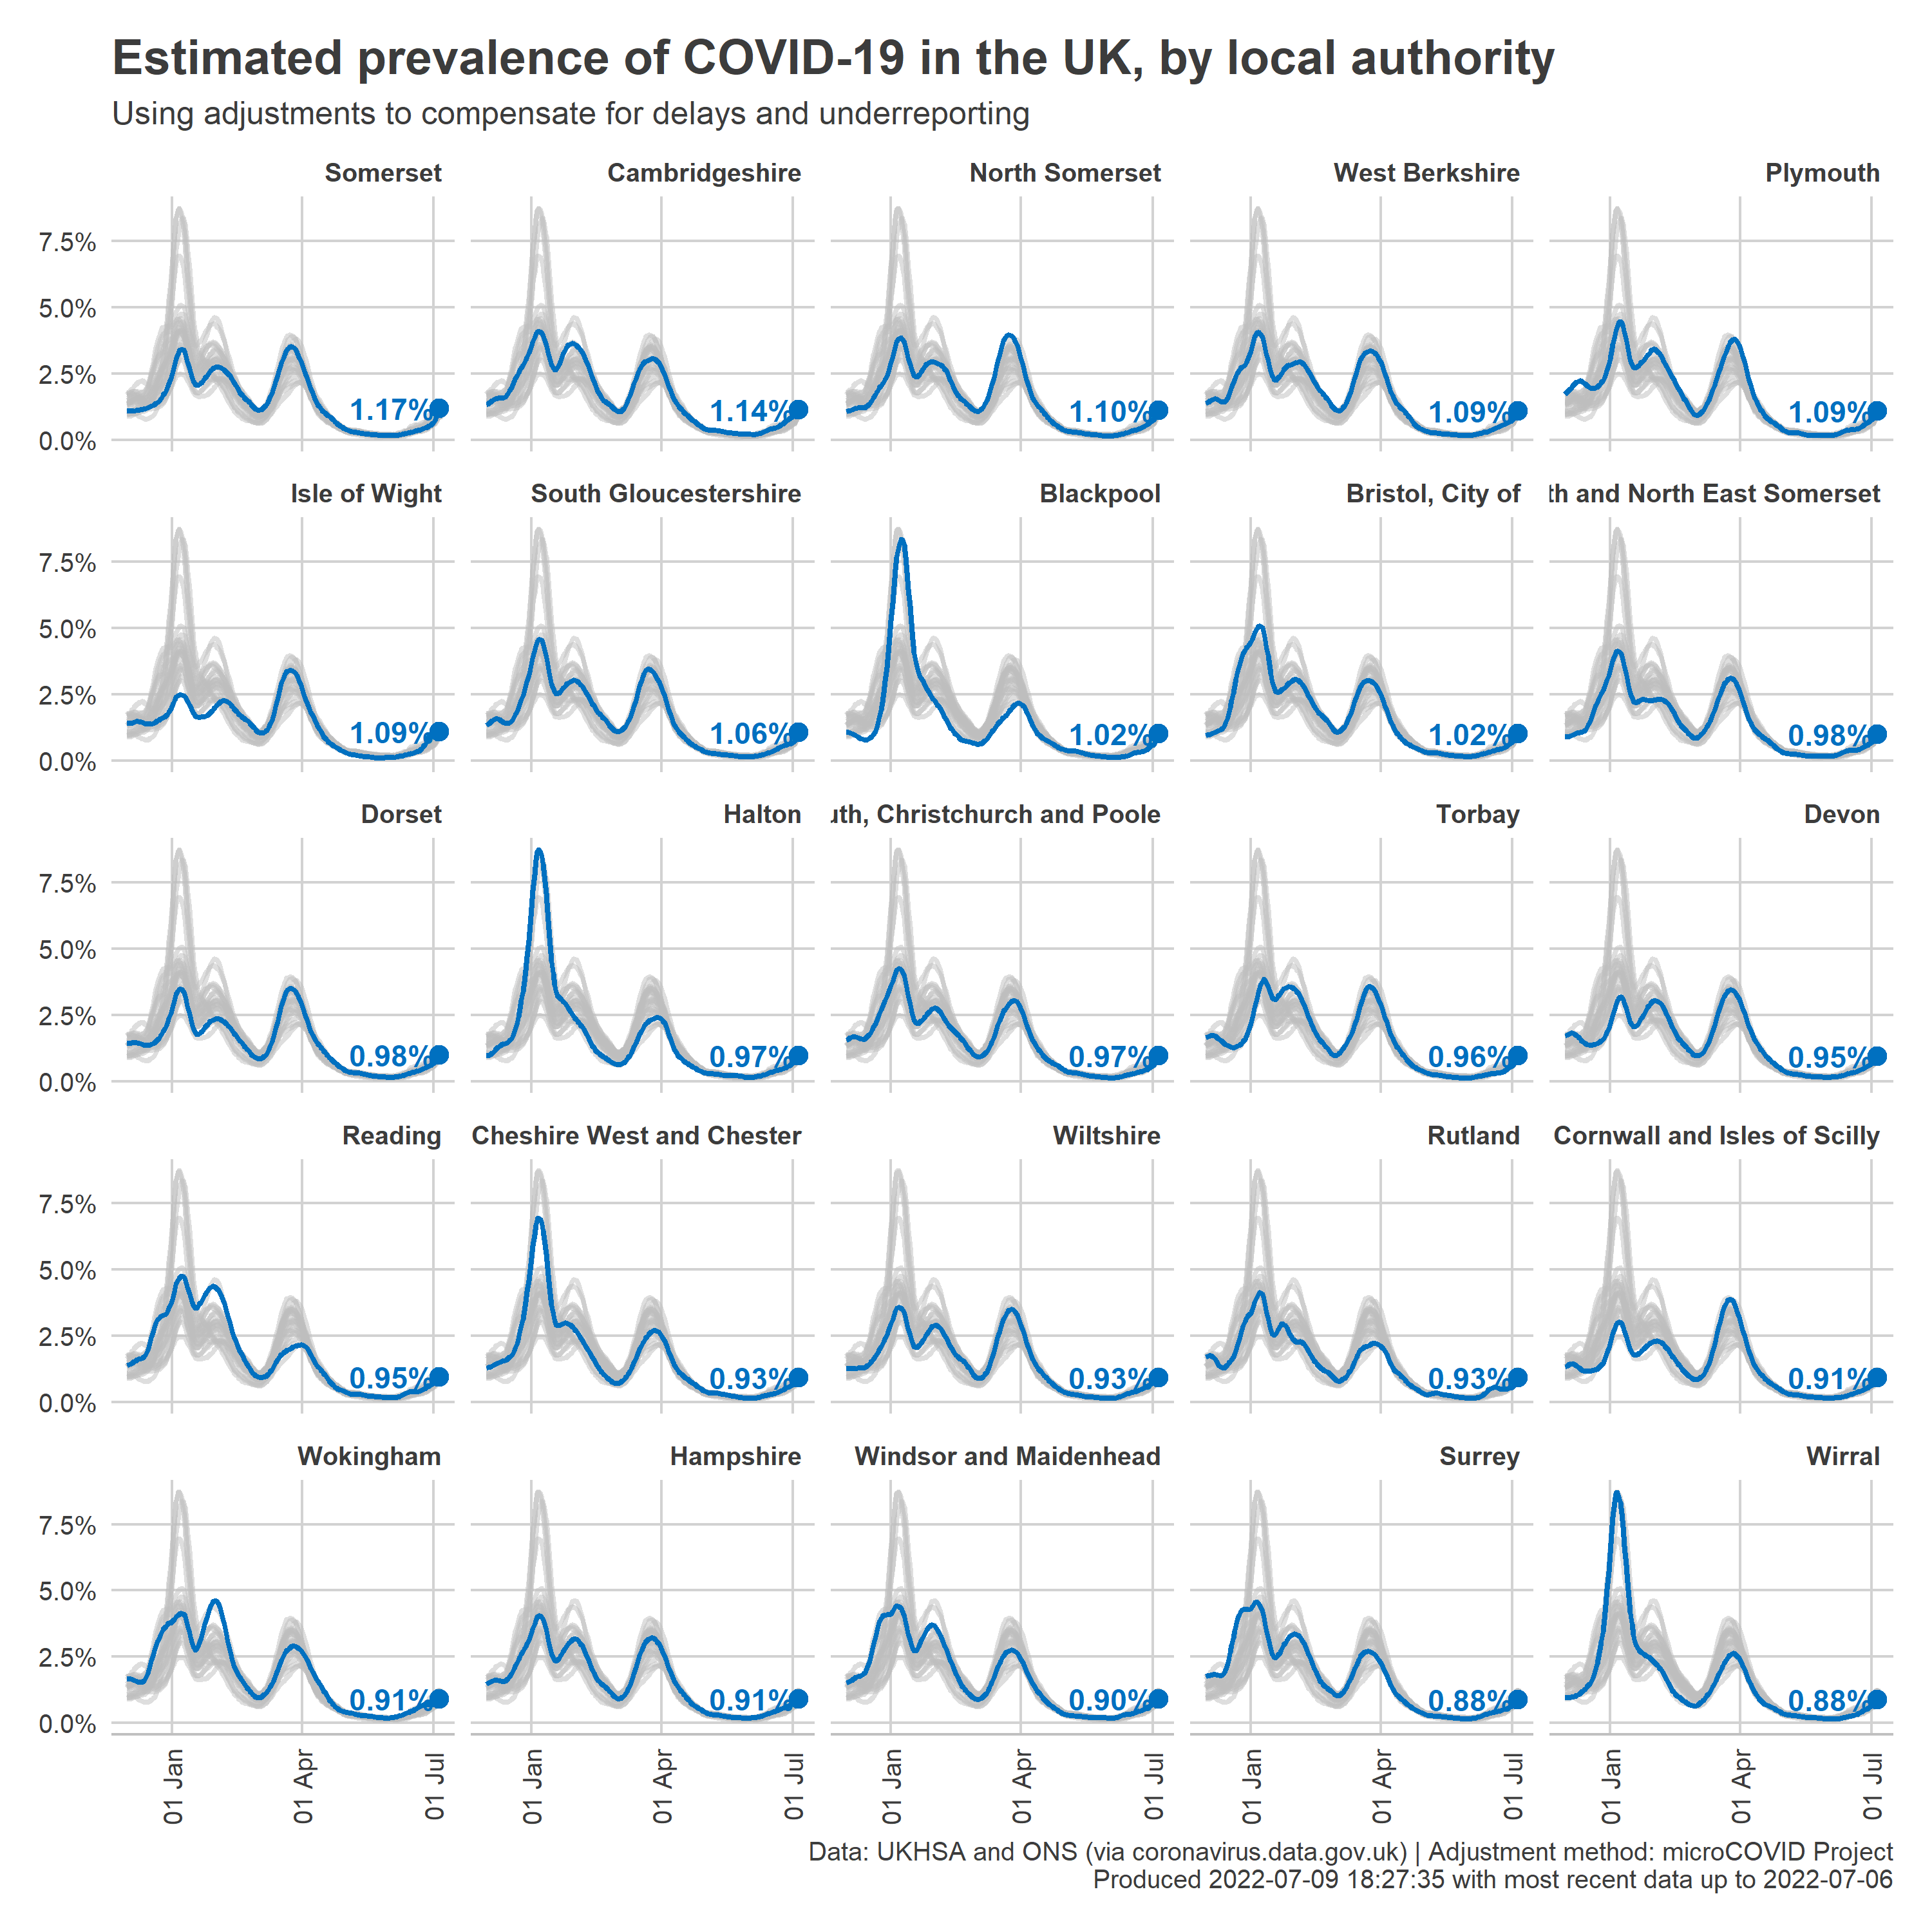 Estimated prevalence of COVID-19 in the UK, by local authority
Using adjustments to compensate for delays and underreporting
Somerset Cambridgeshire North Somerset West Berkshire Plymouth
7.5%
5.0%
2.5%
0.0%
1.17% 1.14% 1.10% 1.09% 1.09%
Isle of Wight South Gloucestershire Blackpool Bristol, City of th and North East Somerset
7.5%
5.0%
2.5%
0.0%
1.09% 1.06% 1.02% 1.02% 0.98%
Dorset Halton uth, Christchurch and Poole Torbay Devon
7.5%
5.0%
2.5%
0.0%
0.98% 0.97% 0.97% 0.96% 0.95%
Reading Cheshire West and Chester Wiltshire Rutland Cornwall and Isles of Scilly
7.5%
5.0%
2.5%
0.0%
0.95% 0.93% 0.93% 0.93% 0.91%
Wokingham Hampshire Windsor and Maidenhead Surrey Wirral
7.5%
5.0%
2.5%
0.0%
0.91% 0.91% 0.90% 0.88% 0.88%
01 Jan 01 Apr 01 Jul 01 Jan 01 Apr 01 Jul 01 Jan 01 Apr 01 Jul 01 Jan 01 Apr 01 Jul 01 Jan 01 Apr 01 Jul
Data: UKHSA and ONS (via coronavirus.data.gov.uk) | Adjustment method: microCOVID Project
Produced 2022-07-09 18:27:35 with most recent data up to 2022-07-06